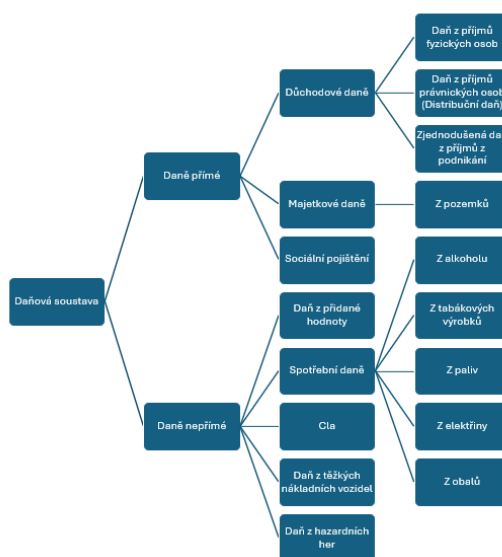 Daň z příjmů
fyzických osob
Důchodové daně
Daň z příjmů
právnických osob
(Distribuční daň)
Zjednodušená daň
z příjmů z
podnikání
Daně přímé
Majetkové daně
Z pozemků
Sociální pojištění
Z alkoholu
Daňová soustava
Daň z přidané
hodnoty
Z tabákových
výrobků
Spotřební daně
Z paliv
Daně nepřímé
Cla
Z elektřiny
Daň z těžkých
nákladních vozidel
Z obalů
Daň z hazardních
her